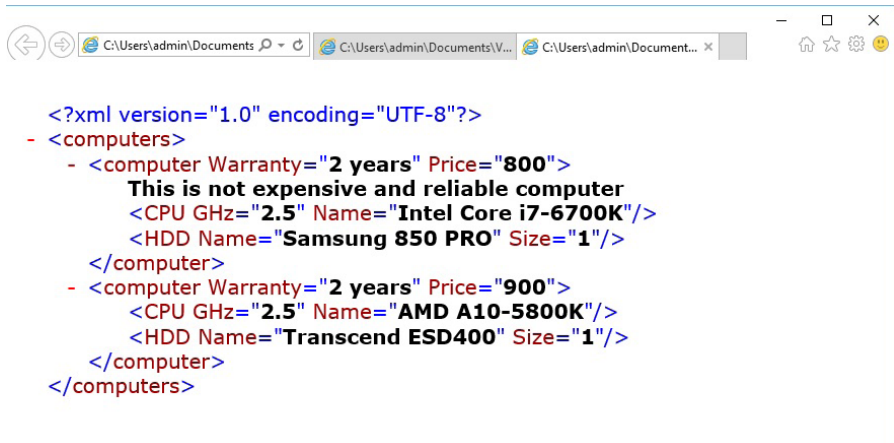 C:\Users\admin\Documents
C:\Users\admin\Documents\V...
C:\Users\admin\Document...
<?xml version="1.0" encoding="UTF-8"?>
- <computers>
- <computer Warranty="2 years" Price="800">
This is not expensive and reliable computer
<CPU GHz="2.5" Name="Intel Core i7-6700K"/>
<HDD Name="Samsung 850 PRO" Size="1"/>
</computer>
- <computer Warranty="2 years" Price="900">
<CPU GHz="2.5" Name="AMD A10-5800K"/>
<HDD Name="Transcend ESD400" Size="1"/>
</computer>
</computers>